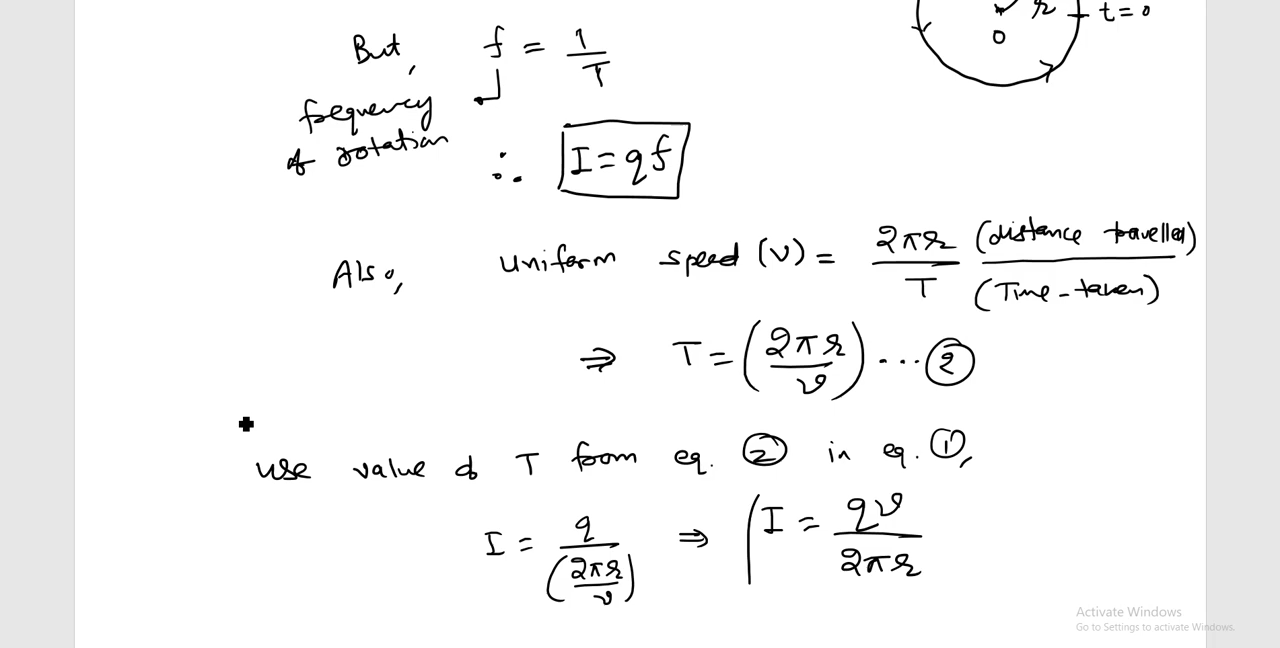 r t = 0
0
But, f = 1/T
frequency of rotation
∴ I = qf
Also, uniform speed (v) = 2πr/T (distance travelled)/(Time-taken)
⇒ T = (2πr/v) ... ②
use value of T from eq. ② in eq. ①,
I = q/(2πr/v) ⇒ I = qv/2πr
Activate Windows
Go to Settings to activate Windows.